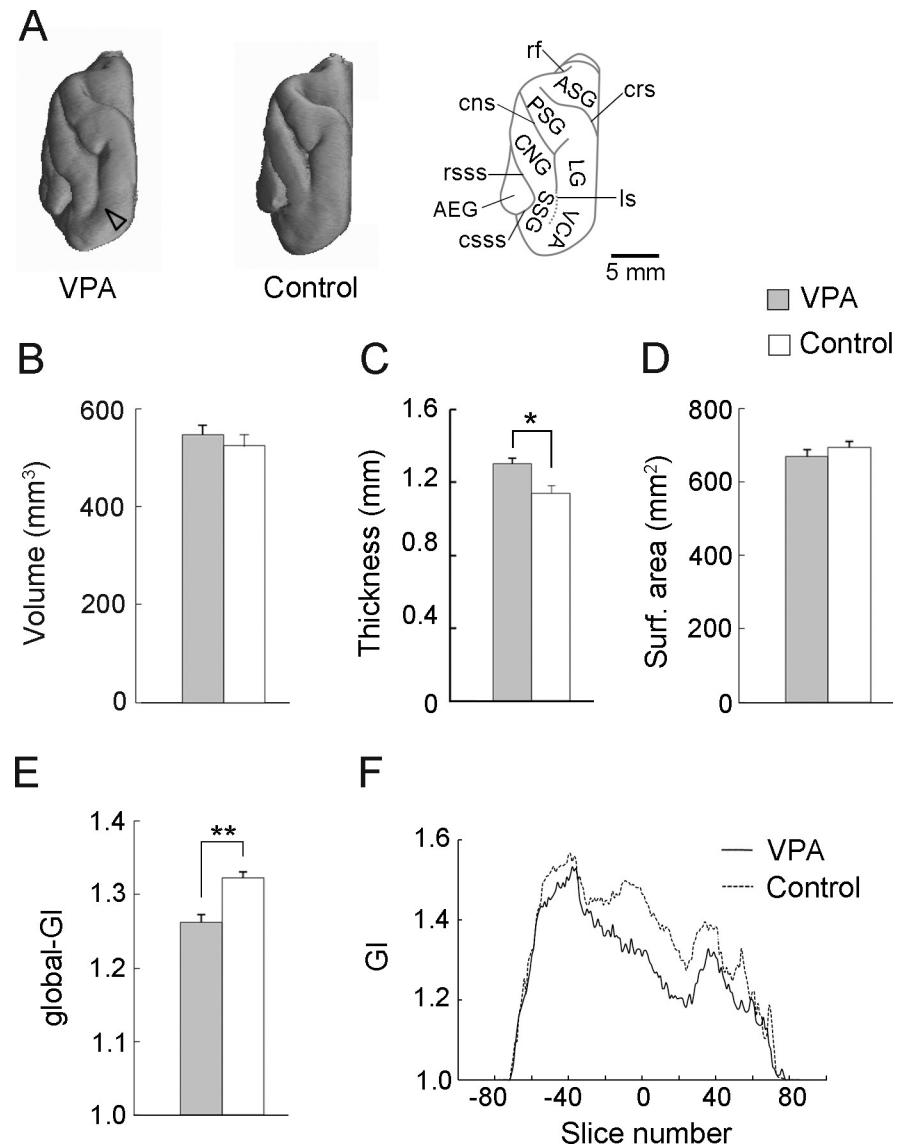 A
VPA
Control
rf
ASG
crs
cns
PSG
CNG
LG
rsss
ls
AEG
SSG
VCA
csss
5 mm
VPA
Control
B
Volume (mm³)
600
400
200
0
C
Thickness (mm)
1.6
1.2
0.8
0.4
0
*
D
Surf. area (mm²)
800
600
400
200
0
E
global-GI
1.4
1.3
1.2
1.1
1.0
**
F
GI
1.6
1.4
1.2
1.0
-80 -40 0 40 80
Slice number
VPA
Control